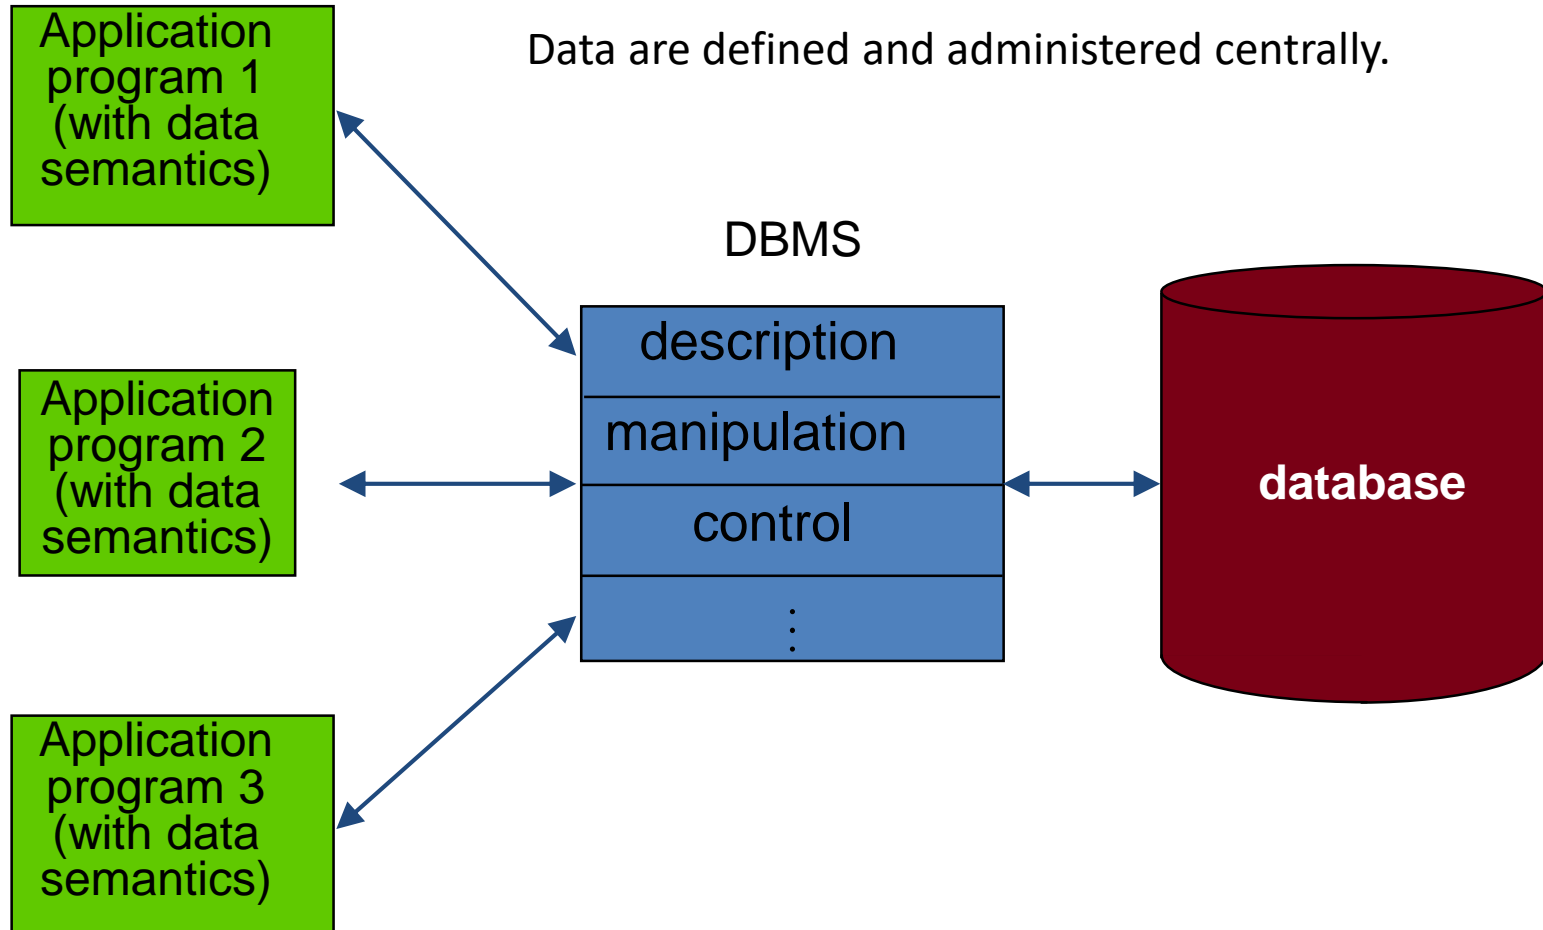 Data are defined and administered centrally.
Application
program 1
(with data
semantics)
Application
program 2
(with data
semantics)
Application
program 3
(with data
semantics)
DBMS
description
manipulation
control
⋮
database